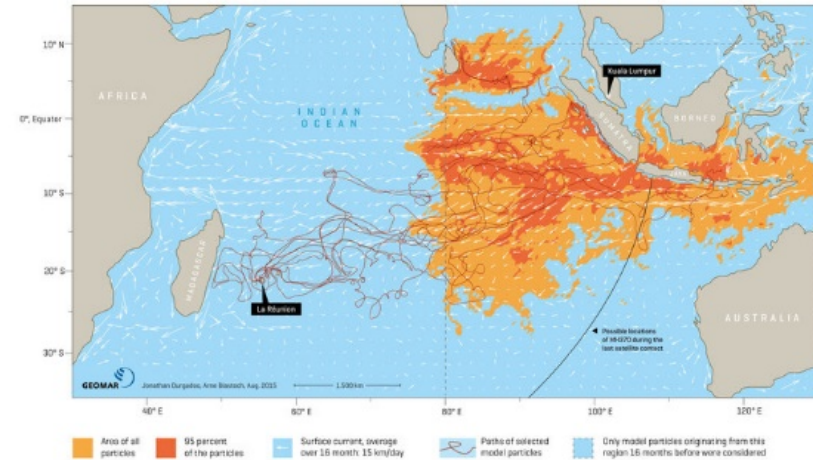 10° N
Kuala Lumpur
AFRICA
INDIAN
OCEAN
0°, Equator
SUMATRA
BORNEO
JAVA
10° S
MADAGASCAR
20° S
La Réunion
AUSTRALIA
Possible locations
of MH370 during the
last satellite contact
30° S
GEOMAR
Jonathan Durgadoo, Arne Biastoch, Aug. 2015
1,500 km
40° E
60° E
80° E
100° E
120° E
Area of all
particles
95 percent
of the particles
Surface current, average
over 16 month: 15 km/day
Paths of selected
model particles
Only model particles originating from this
region 16 months before were considered